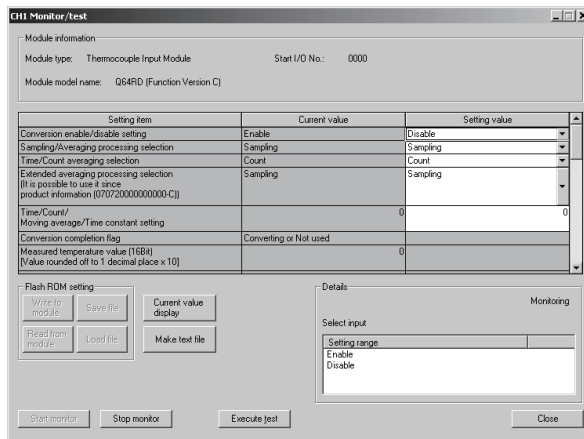 CH1 Monitor/test
Module information
Module type: Thermocouple Input Module Start I/O No.: 0000
Module model name: Q64RD (Function Version C)
Setting item Current value Setting value
Conversion enable/disable setting Enable Disable
Sampling/Averaging processing selection Sampling Sampling
Time/Count averaging selection Count Count
Extended averaging processing selection Sampling Sampling
(It is possible to use it since
product information (070720000000000-C))
Time/Count/ 0 0
Moving average/Time constant setting
Conversion completion flag Converting or Not used
Measured temperature value (16Bit) 0
[Value rounded off to 1 decimal place x 10]
Flash ROM setting
Write to
module
Save file
Current value
display
Read from
module
Load file
Make text file
Details
Monitoring
Select input
Setting range
Enable
Disable
Start monitor Stop monitor Execute test Close